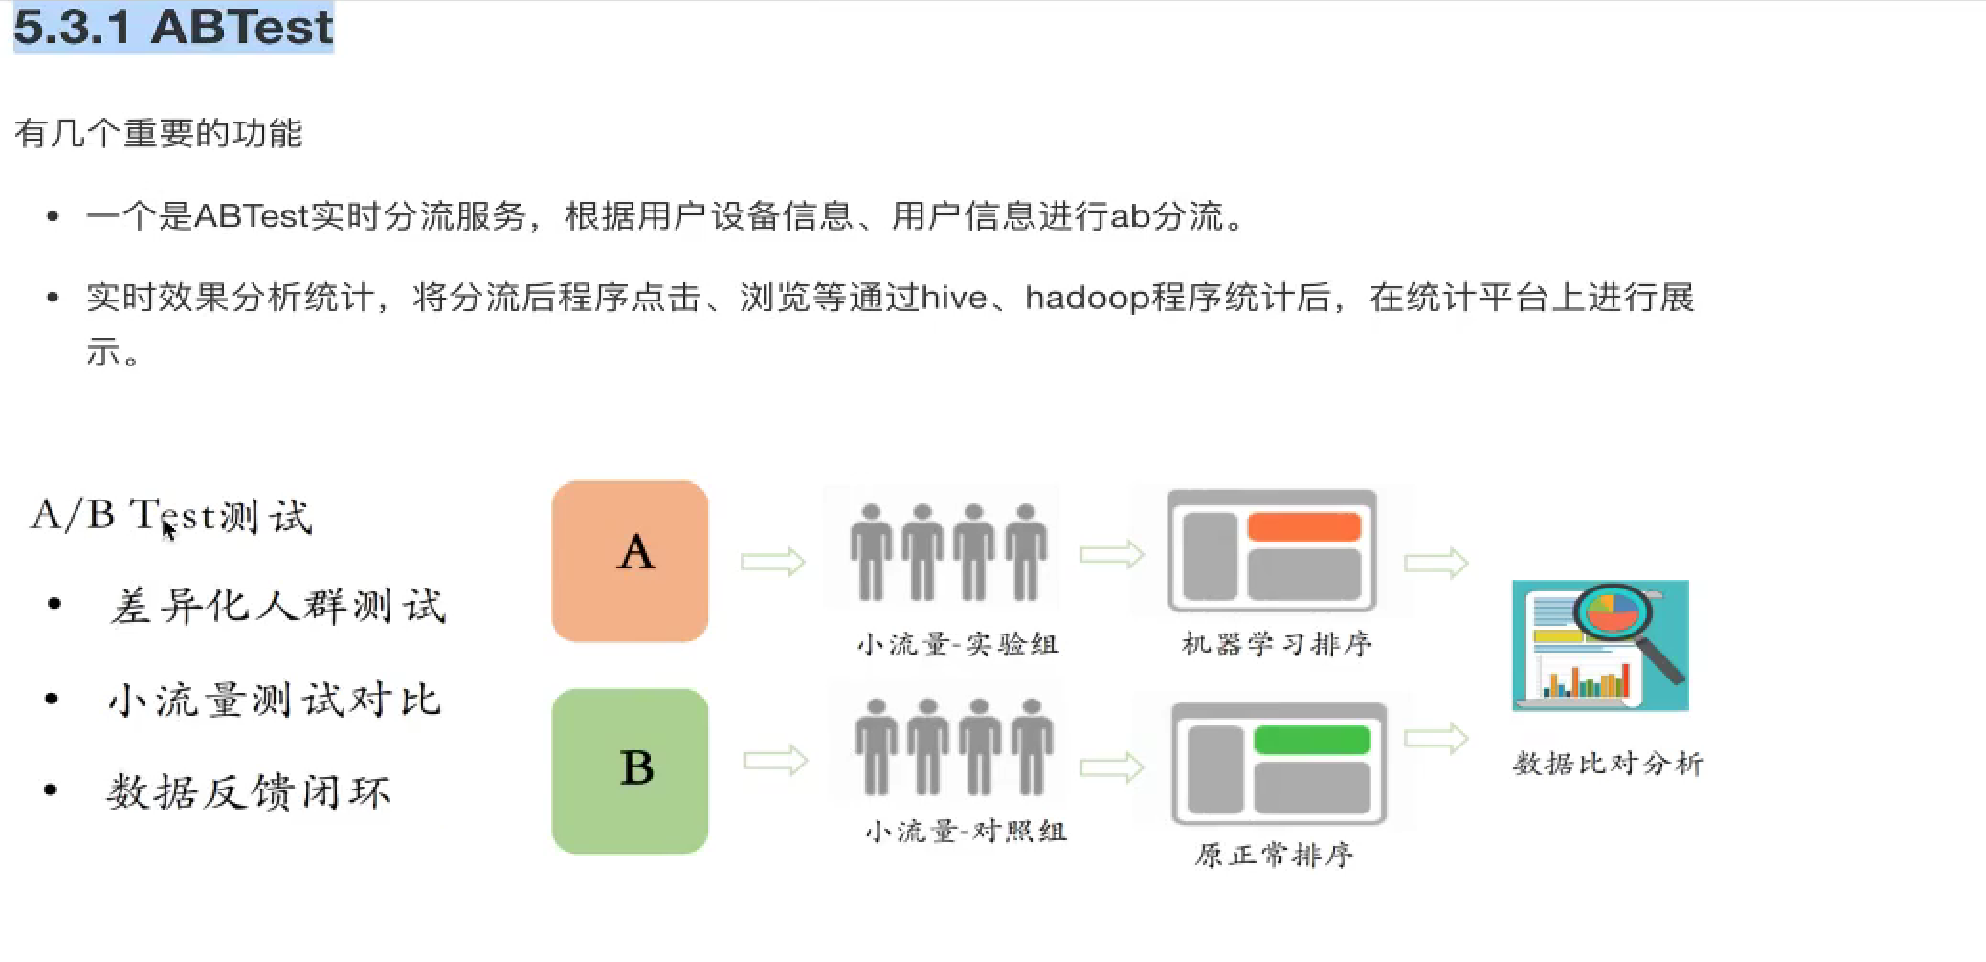 5.3.1 ABTest
有几个重要的功能
• 一个是ABTest实时分流服务，根据用户设备信息、用户信息进行ab分流。
• 实时效果分析统计，将分流后程序点击、浏览等通过hive、hadoop程序统计后，在统计平台上进行展
示。
A/B Test测试
• 差异化人群测试
• 小流量测试对比
• 数据反馈闭环
A
小流量-实验组
机器学习排序
B
小流量-对照组
原正常排序
数据比对分析